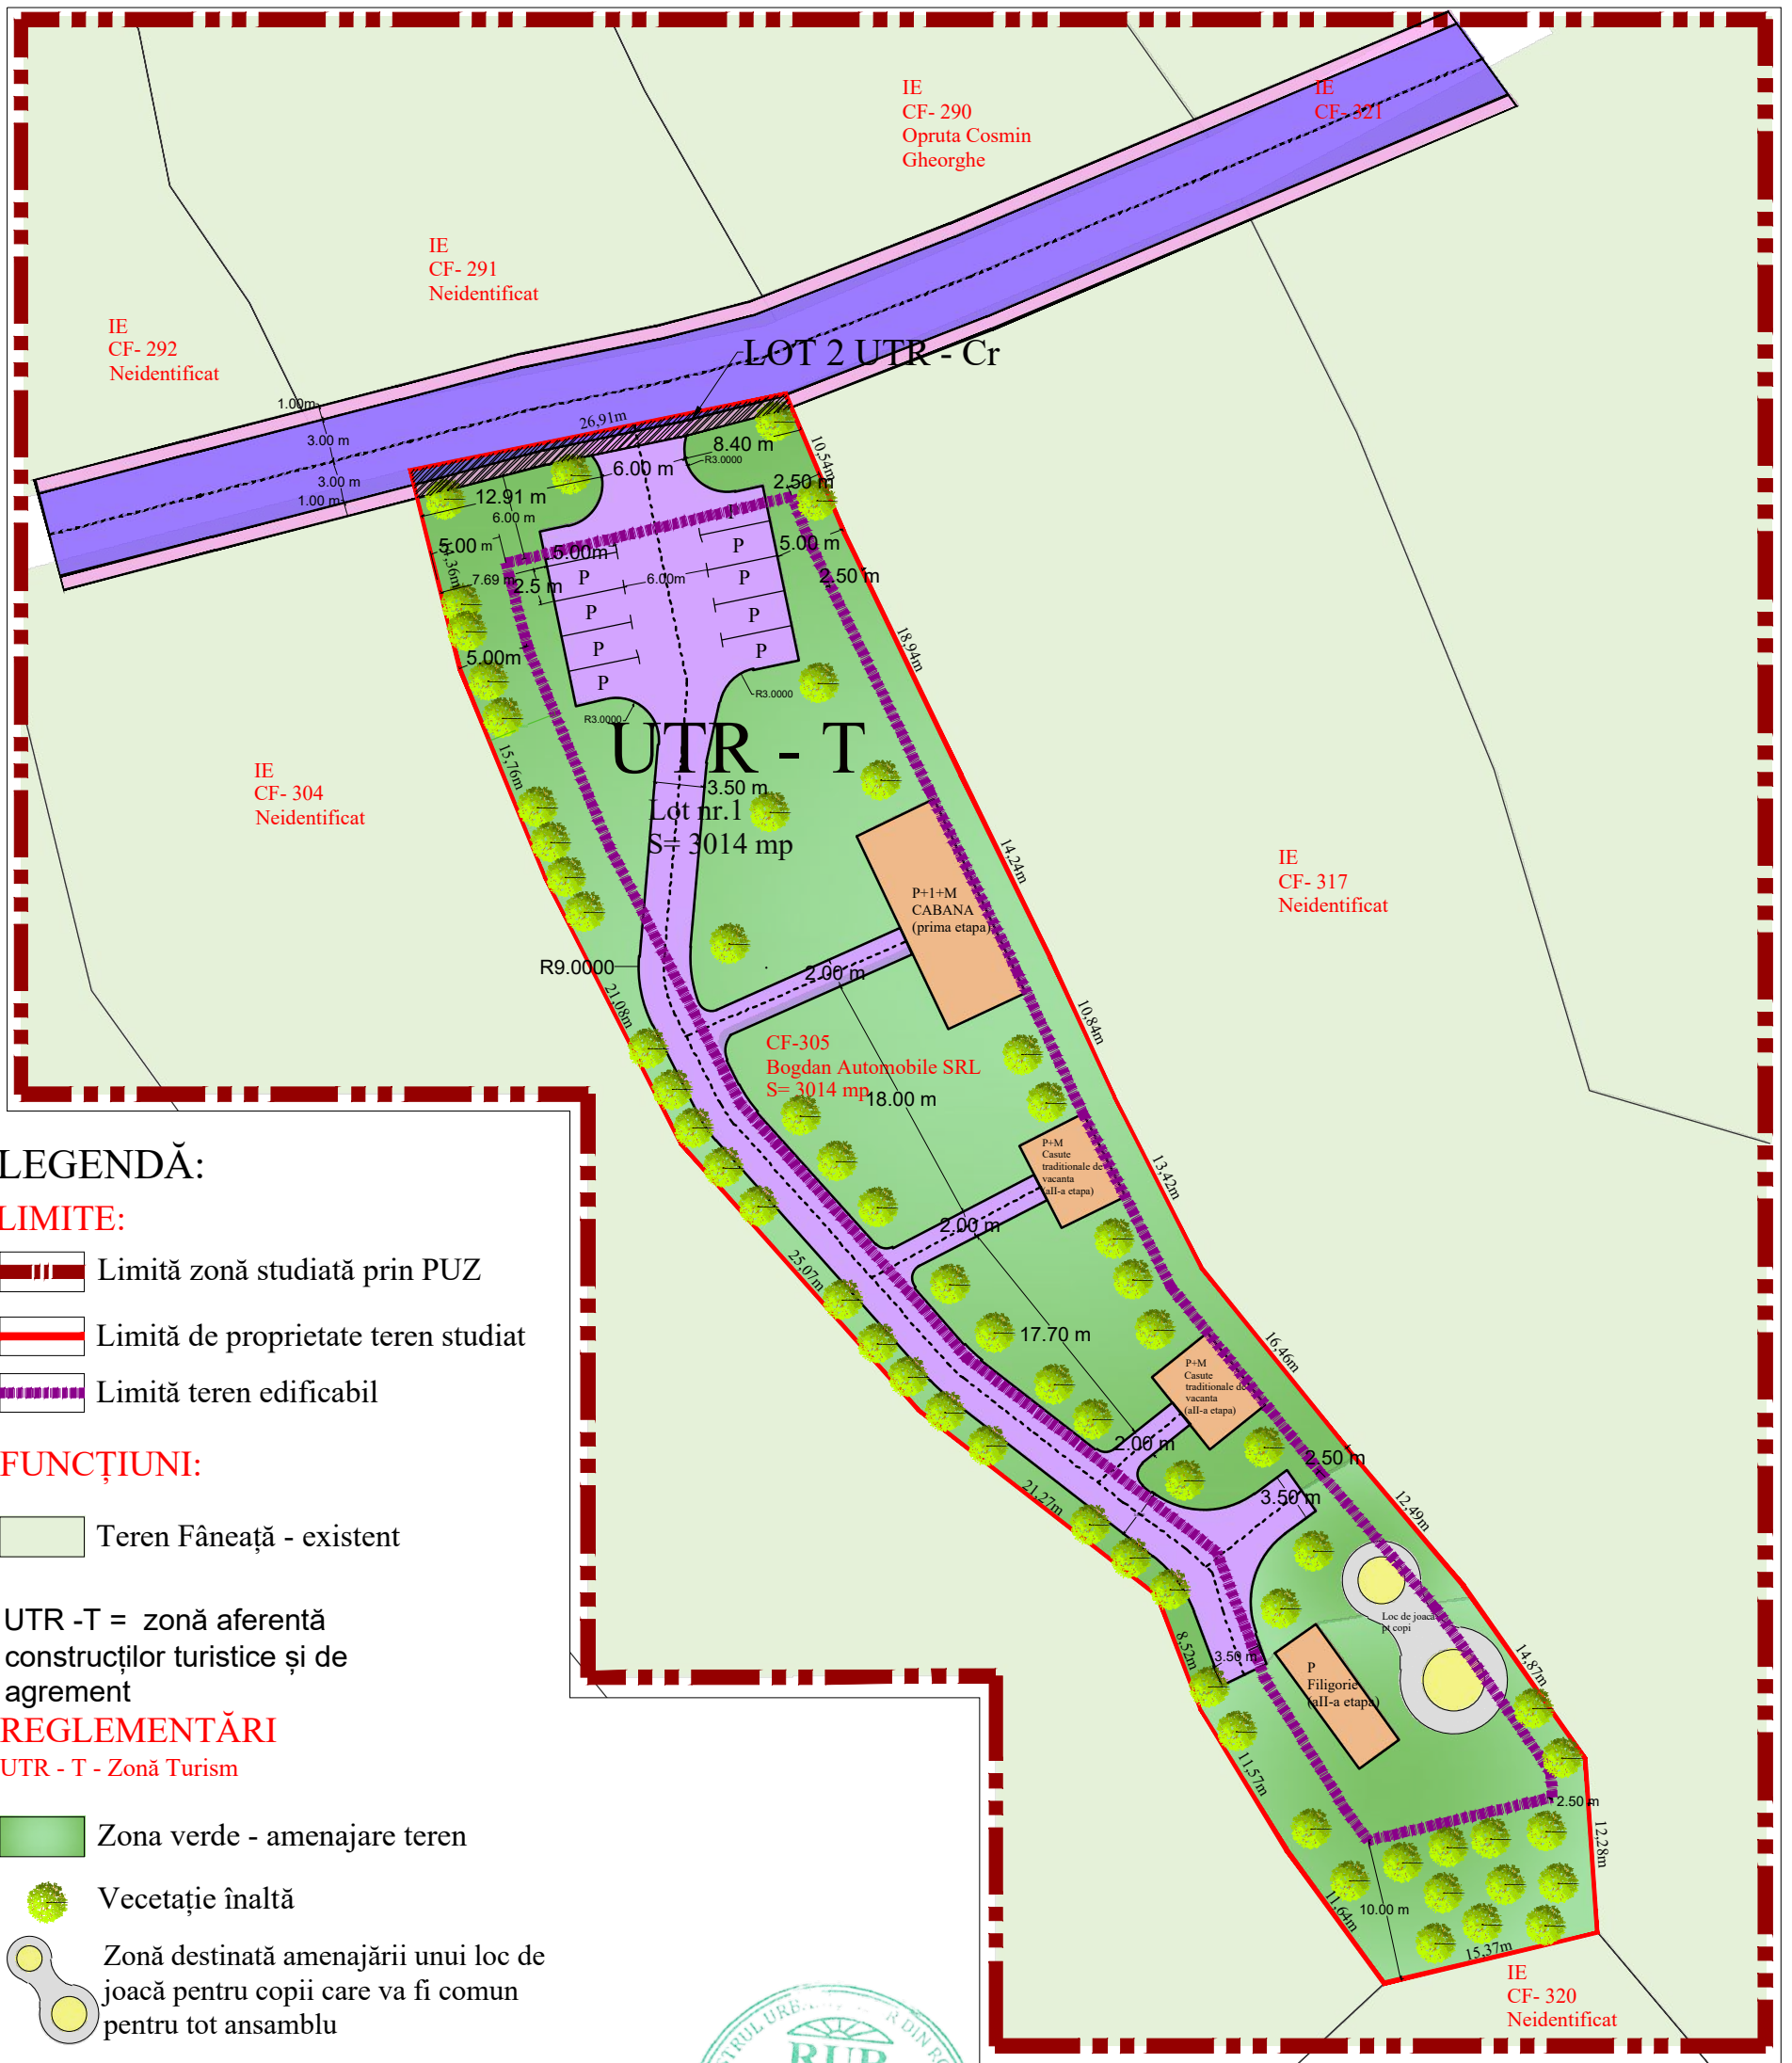 IE
CF- 290
Opruta Cosmin
Gheorghe
IE
CF- 321
IE
CF- 291
Neidentificat
IE
CF- 292
Neidentificat
LOT 2 UTR - Cr
1.00m
3.00 m
3.00 m
1.00 m
26,91m
8.40 m
R3.0000
6.00 m
12.91 m
6.00 m
10,54m
2.50 m
5.00 m
5.00m
5.00 m
7.69 m
2.5 m
6.00m
2.50 m
P
P
P
P
P
P
P
P
5.00m
18,94m
R3.0000
R3.0000
UTR - T
15,76m
3.50 m
Lot nr.1
S= 3014 mp
IE
CF- 304
Neidentificat
14,24m
IE
CF- 317
Neidentificat
P+1+M
CABANA
(prima etapa)
R9.0000
2.00 m
21,08m
10,84m
CF-305
Bogdan Automobile SRL
S= 3014 mp
18.00 m
P+M
Casute
traditionale de
vacanta
(aII-a etapa)
13,42m
2.00 m
25,07m
17.70 m
16,46m
P+M
Casute
traditionale de
vacanta
(aII-a etapa)
2.00 m
2.50 m
3.50 m
12,49m
21,27m
Loc de joaca
pt copi
8,52m
3.50 m
P
Filigorie
(aII-a etapa)
14,87m
11,57m
2.50 m
12,28m
11,64m
10.00 m
15,37m
IE
CF- 320
Neidentificat
LEGENDĂ:
LIMITE:
Limită zonă studiată prin PUZ
Limită de proprietate teren studiat
Limită teren edificabil
FUNCȚIUNI:
Teren Fâneață - existent
UTR -T = zonă aferentă
construcților turistice și de
agrement
REGLEMENTĂRI
UTR - T - Zonă Turism
Zona verde - amenajare teren
Vecetație înaltă
Zonă destinată amenajării unui loc de
joacă pentru copii care va fi comun
pentru tot ansamblu
RUR